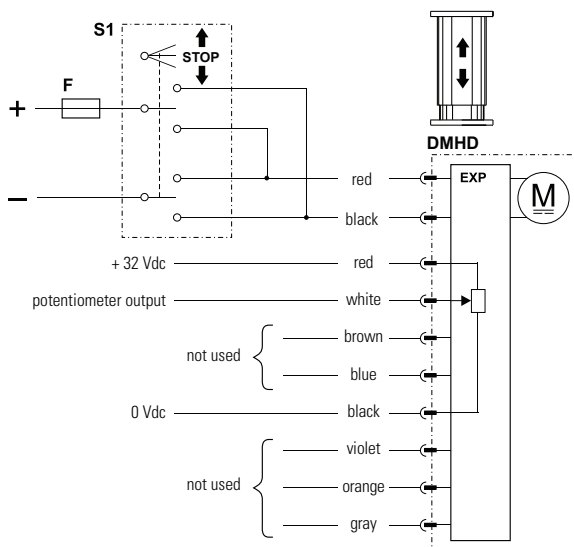 S1
STOP
F
+
–
DMHD
EXP
M
red
black
+ 32 Vdc
red
potentiometer output
white
brown
not used
blue
0 Vdc
black
violet
not used
orange
gray